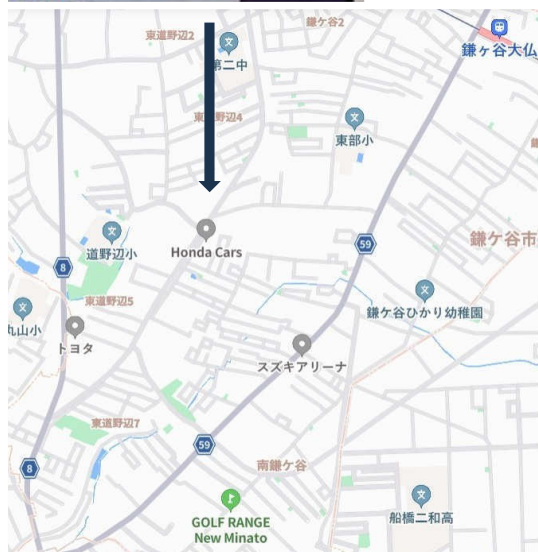 東道野辺2
鎌ケ谷2
鎌ヶ谷大仏
第二中
東道野辺4
東部小
Honda Cars
道野辺小
59
鎌ケ谷市
8
東道野辺5
丸山小
トヨタ
鎌ケ谷ひかり幼稚園
スズキアリーナ
東道野辺7
59
8
南鎌ケ谷
GOLF RANGE
New Minato
船橋二和高